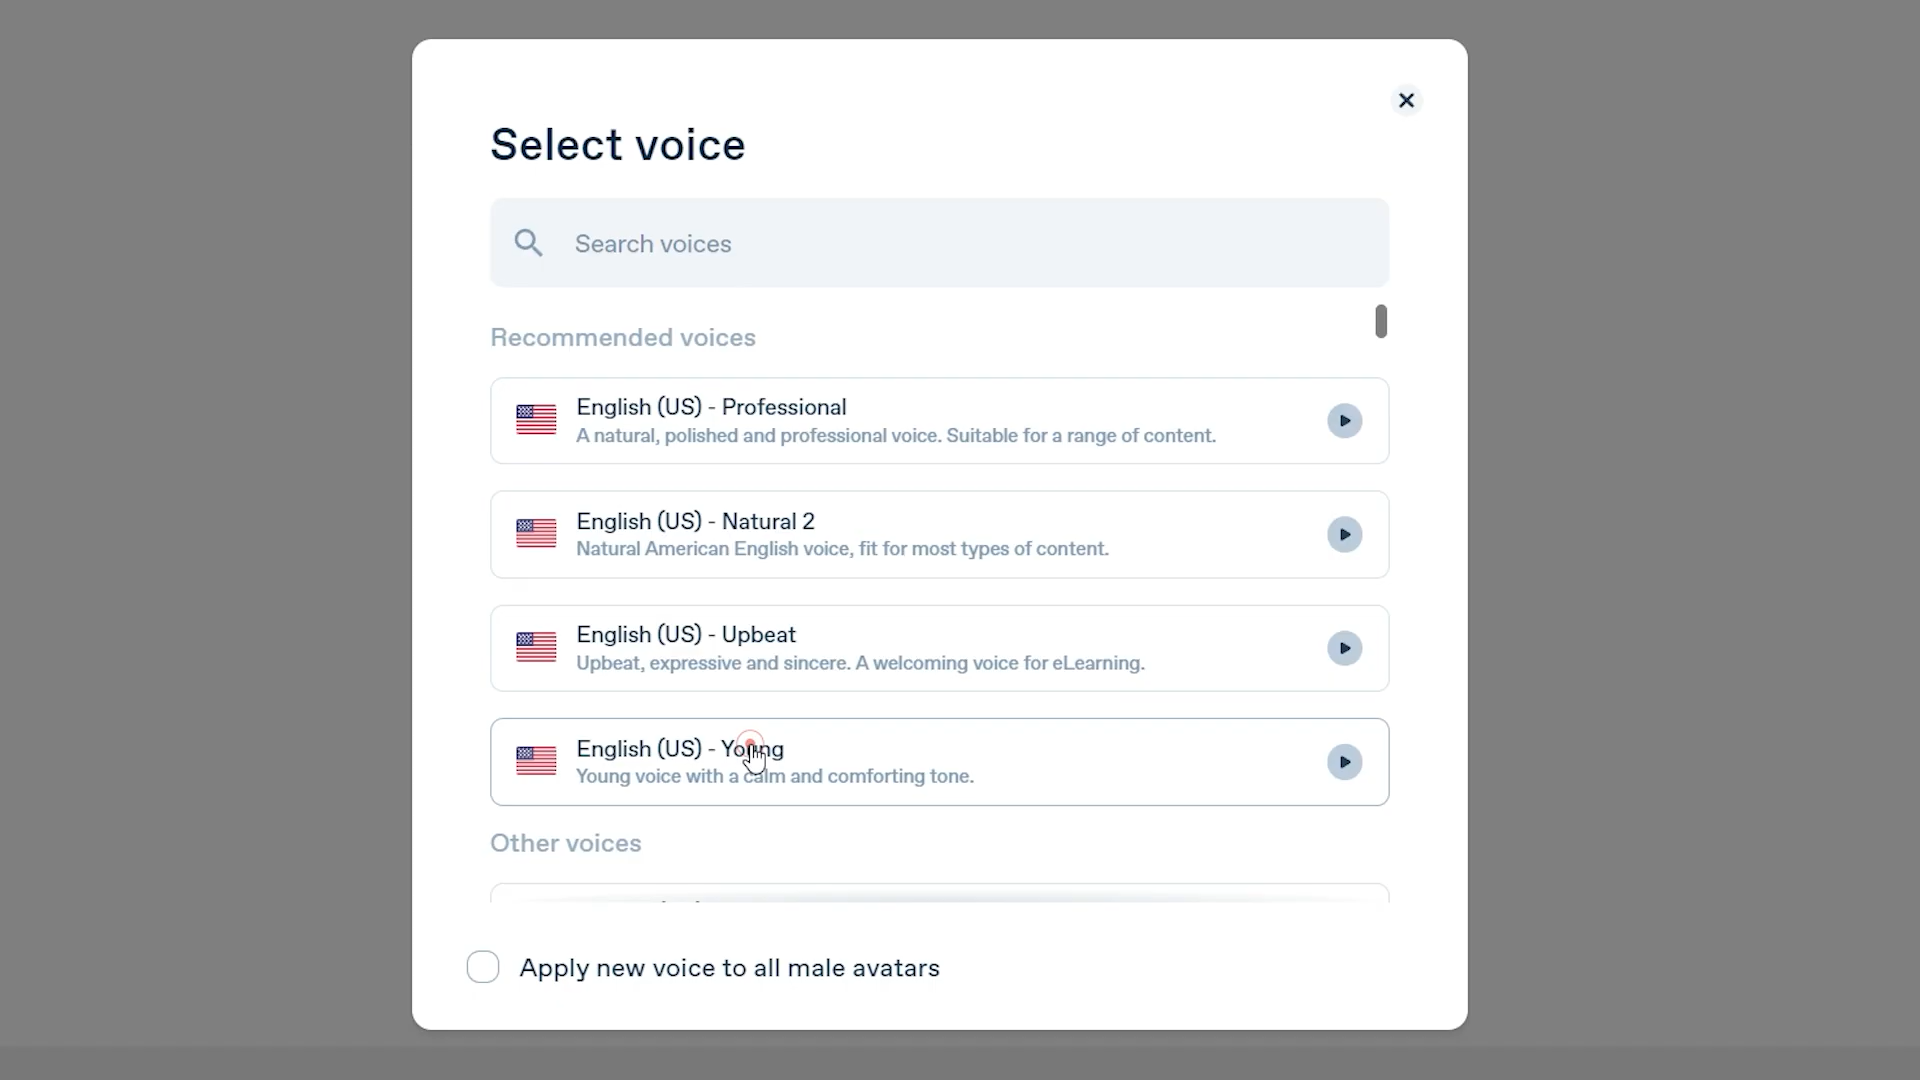 Select voice
Search voices
Recommended voices
English (US) - Professional
A natural, polished and professional voice. Suitable for a range of content.
English (US) - Natural 2
Natural American English voice, fit for most types of content.
English (US) - Upbeat
Upbeat, expressive and sincere. A welcoming voice for eLearning.
English (US) - Young
Young voice with a calm and comforting tone.
Other voices
Apply new voice to all male avatars